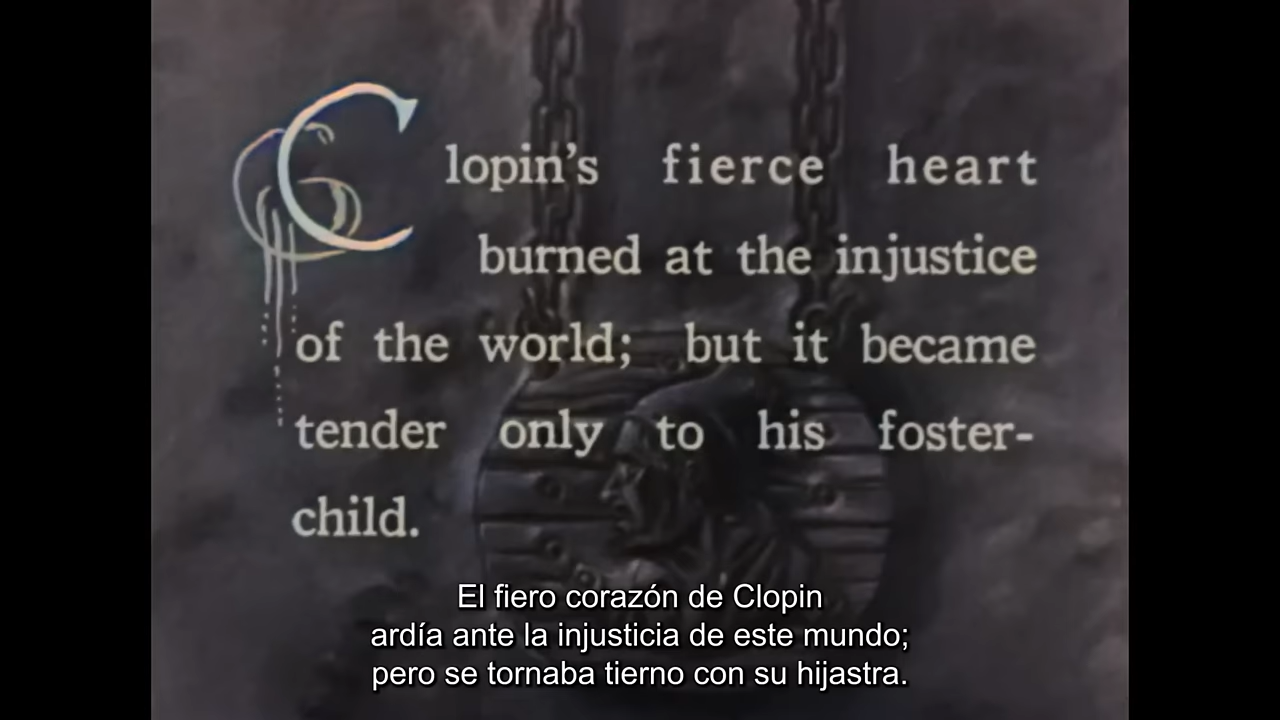 Clopin's fierce heart
burned at the injustice
of the world; but it became
tender only to his foster-
child.
El fiero corazón de Clopin
ardía ante la injusticia de este mundo;
pero se tornaba tierno con su hijastra.